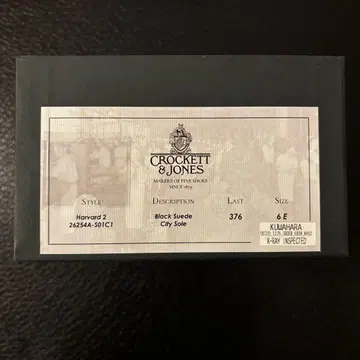 CROCKETT
& JONES
MAKERS OF FINE SHOES
SINCE 1879
STYLE DESCRIPTION LAST SIZE
Harvard 2 Black Suede 376 6 E
26254A-S01C1 City Sole
KUWAHARA
X-RAY INSPECTED